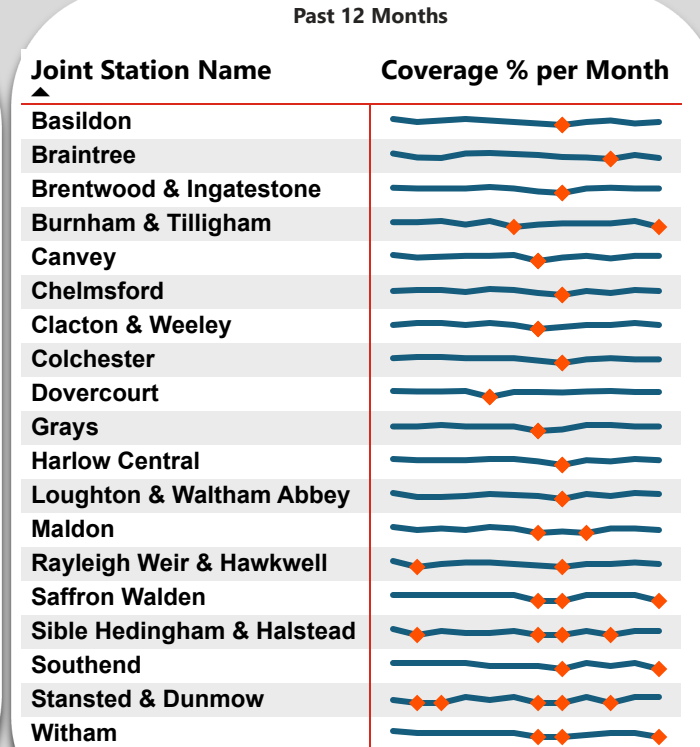 Past 12 Months
Joint Station Name Coverage % per Month
Basildon
Braintree
Brentwood & Ingatestone
Burnham & Tilligham
Canvey
Chelmsford
Clacton & Weeley
Colchester
Dovercourt
Grays
Harlow Central
Loughton & Waltham Abbey
Maldon
Rayleigh Weir & Hawkwell
Saffron Walden
Sible Hedingham & Halstead
Southend
Stansted & Dunmow
Witham